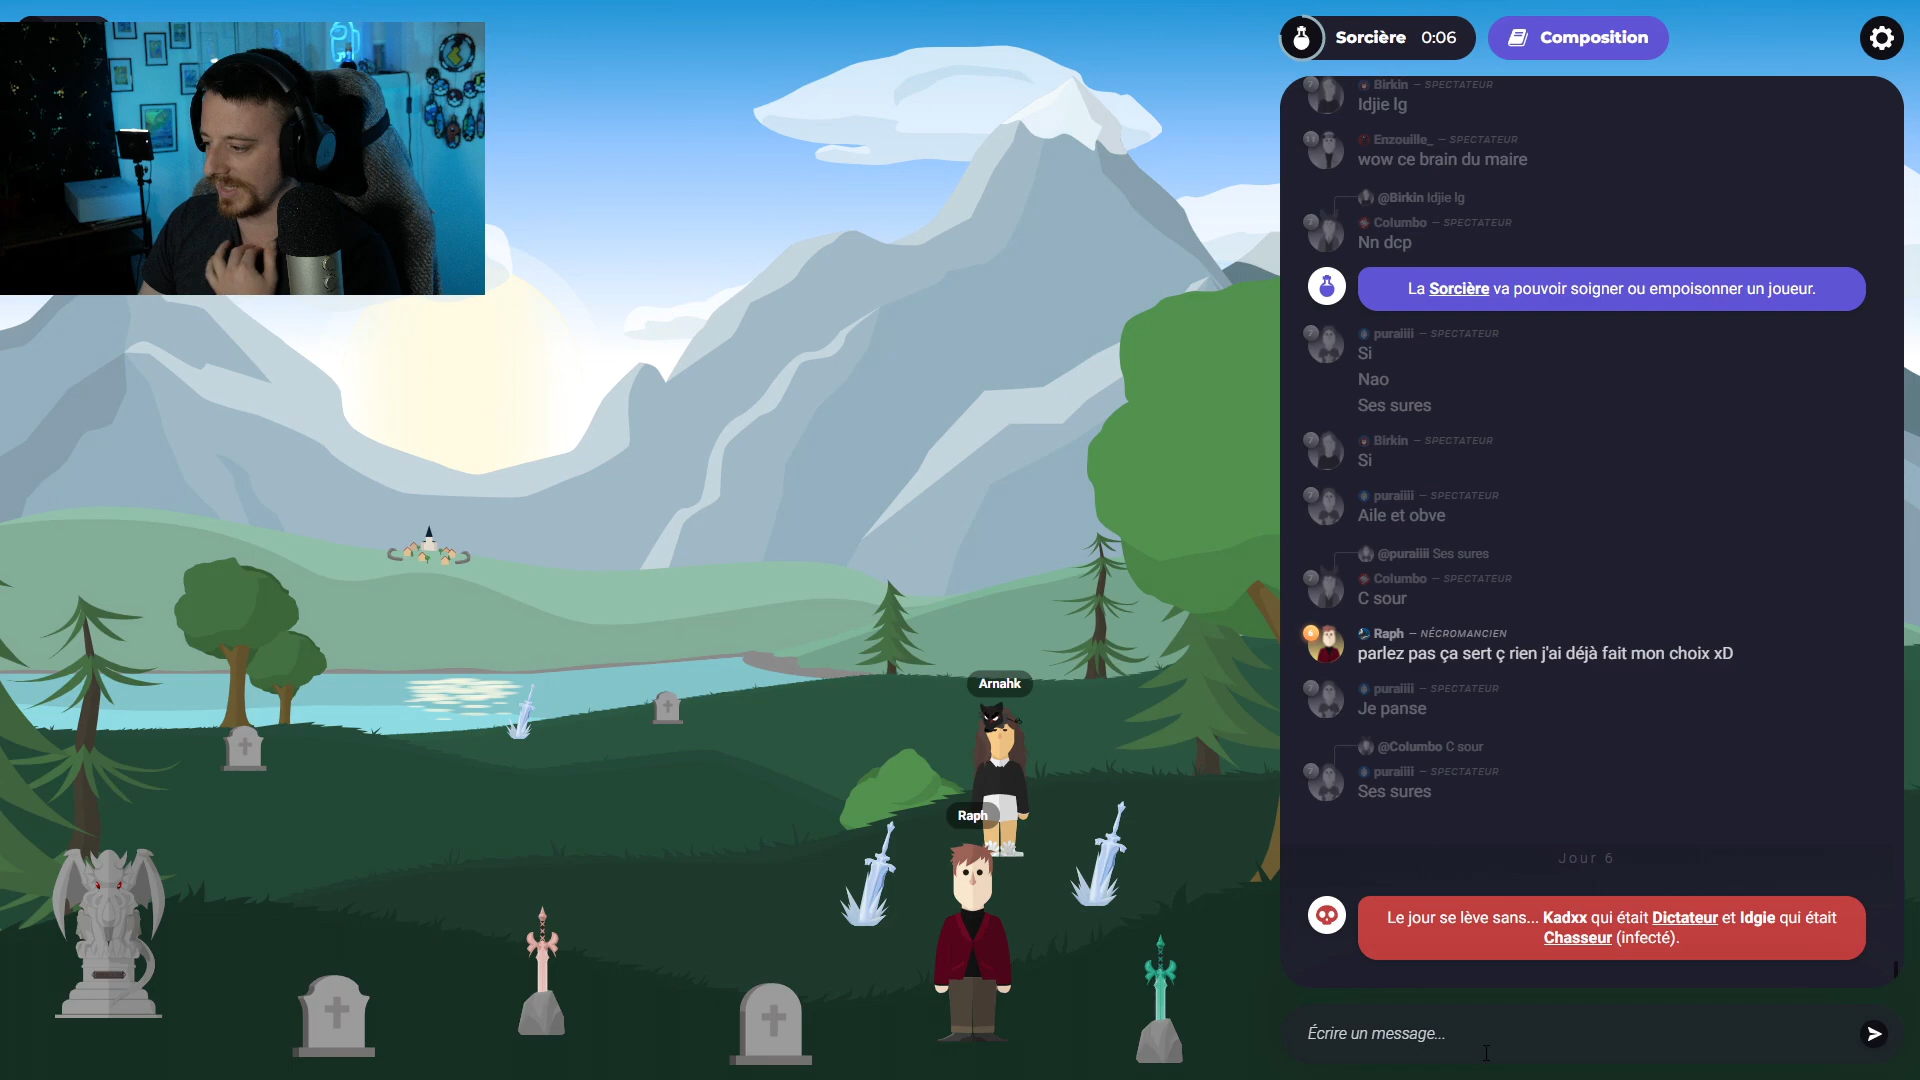 Sorcière 0:06
Composition
Birkin – SPECTATEUR
Idjie lg
Enzouille_ – SPECTATEUR
wow ce brain du maire
@Birkin Idjie lg
Columbo – SPECTATEUR
Nn dcp
La Sorcière va pouvoir soigner ou empoisonner un joueur.
puraiiii – SPECTATEUR
Si
Nao
Ses sures
Birkin – SPECTATEUR
Si
puraiiii – SPECTATEUR
Aile et obve
@puraiiii Ses sures
Columbo – SPECTATEUR
C sour
Raph – NÉCROMANCIEN
parlez pas ça sert ç rien j'ai déjà fait mon choix xD
puraiiii – SPECTATEUR
Je panse
@Columbo C sour
puraiiii – SPECTATEUR
Ses sures
Jour 6
Le jour se lève sans... Kadxx qui était Dictateur et Idgie qui était
Chasseur (infecté).
Écrire un message...
Arnahk
Raph